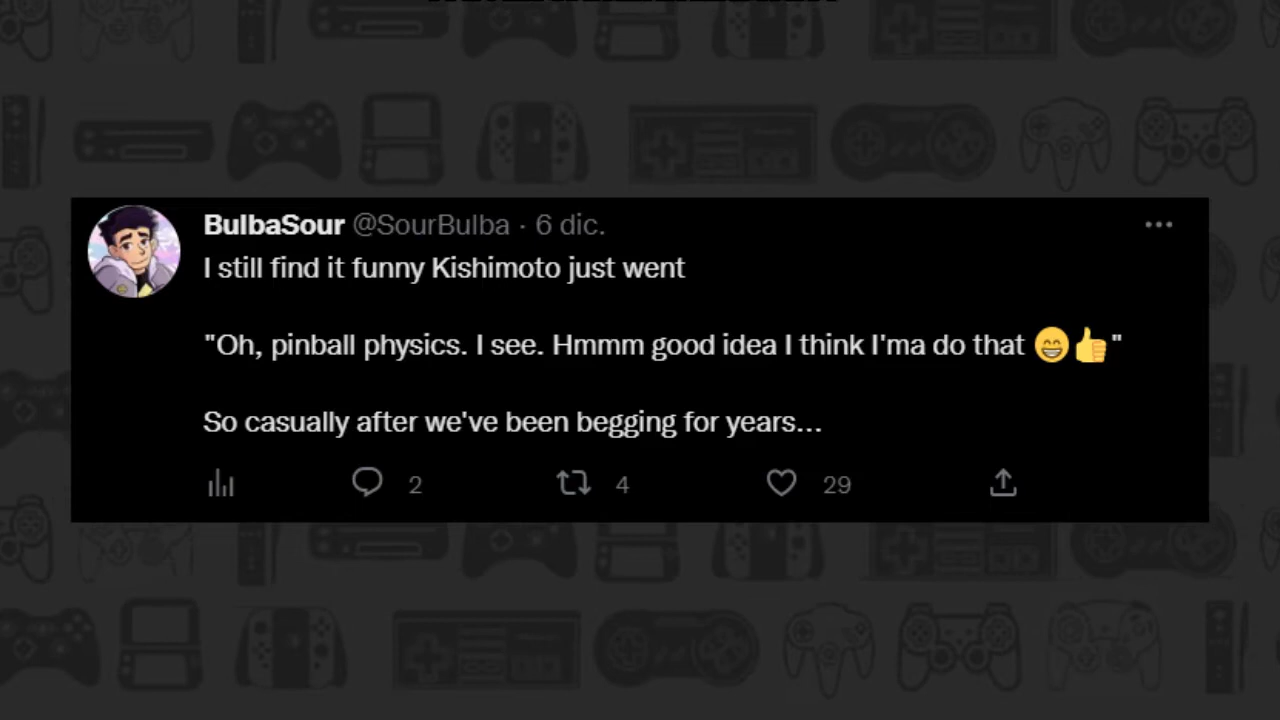 BulbaSour @SourBulba · 6 dic.
I still find it funny Kishimoto just went
"Oh, pinball physics. I see. Hmmm good idea I think I'ma do that 😁👍"
So casually after we've been begging for years...
2 4 29